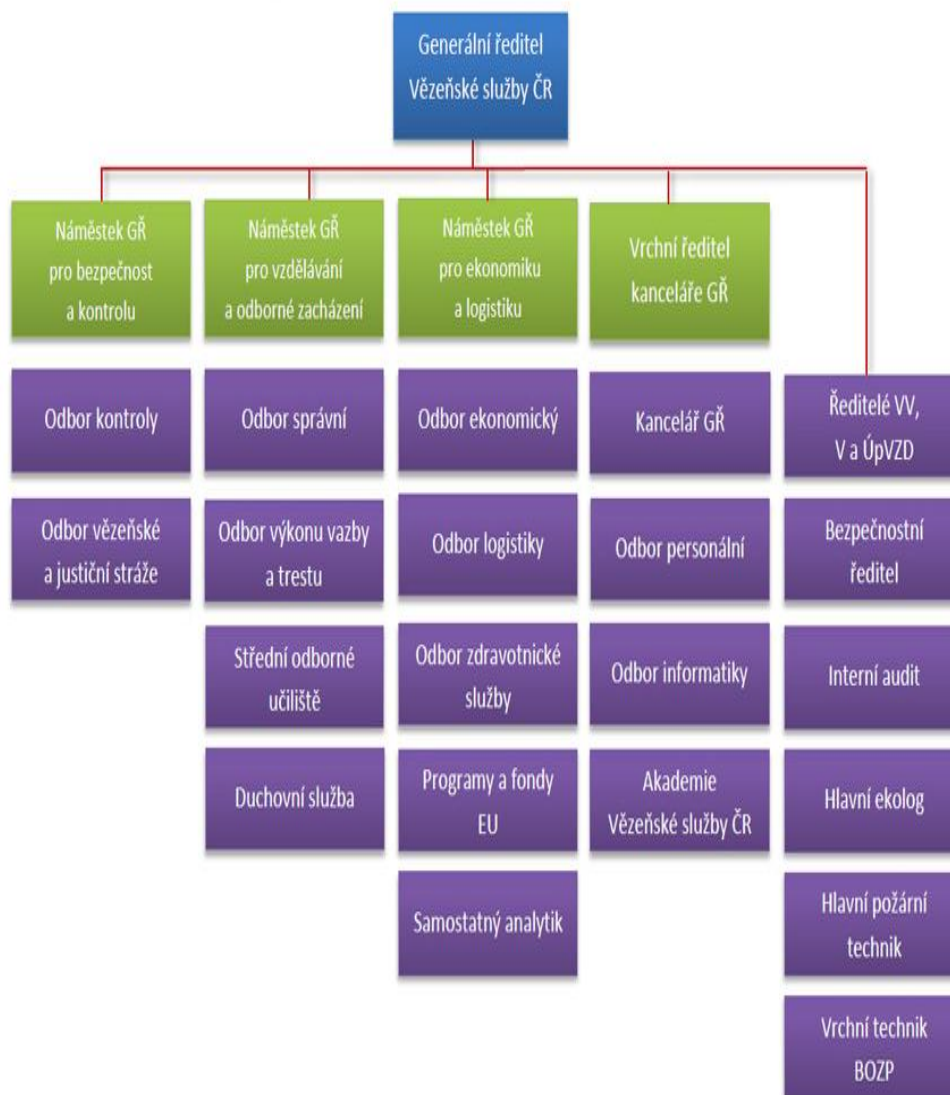 Generální ředitel
Vězeňské služby ČR
Náměstek GŘ
pro bezpečnost
a kontrolu
Náměstek GŘ
pro vzdělávání
a odborné zacházení
Náměstek GŘ
pro ekonomiku
a logistiku
Vrchní ředitel
kanceláře GŘ
Odbor kontroly
Odbor správní
Odbor ekonomický
Kancelář GŘ
Ředitelé VV,
V a ÚpVZD
Odbor vězeňské
a justiční stráže
Odbor výkonu vazby
a trestu
Odbor logistiky
Odbor personální
Bezpečnostní
ředitel
Střední odborné
učiliště
Odbor zdravotnické
služby
Odbor informatiky
Interní audit
Duchovní služba
Programy a fondy
EU
Akademie
Vězeňské služby ČR
Hlavní ekolog
Samostatný analytik
Hlavní požární
technik
Vrchní technik
BOZP